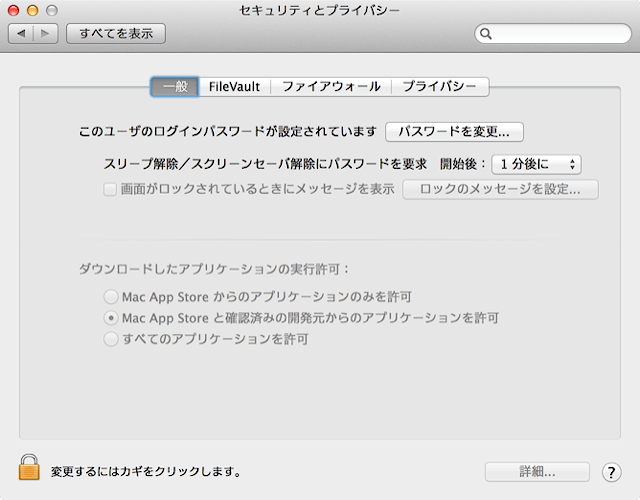 セキュリティとプライバシー
すべてを表示
一般 FileVault ファイアウォール プライバシー
このユーザのログインパスワードが設定されています パスワードを変更...
スリープ解除／スクリーンセーバ解除にパスワードを要求 開始後： 1 分後に
画面がロックされているときにメッセージを表示 ロックのメッセージを設定...
ダウンロードしたアプリケーションの実行許可：
Mac App Store からのアプリケーションのみを許可
Mac App Store と確認済みの開発元からのアプリケーションを許可
すべてのアプリケーションを許可
変更するにはカギをクリックします。 詳細... ?